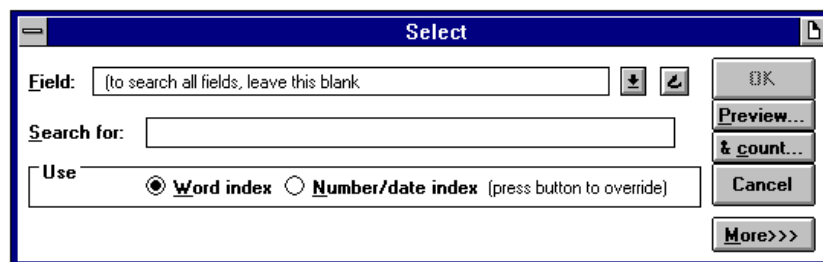 Select
Field: (to search all fields, leave this blank
OK
Preview...
Search for:
& count...
Use
Word index Number/date index (press button to override)
Cancel
More>>>